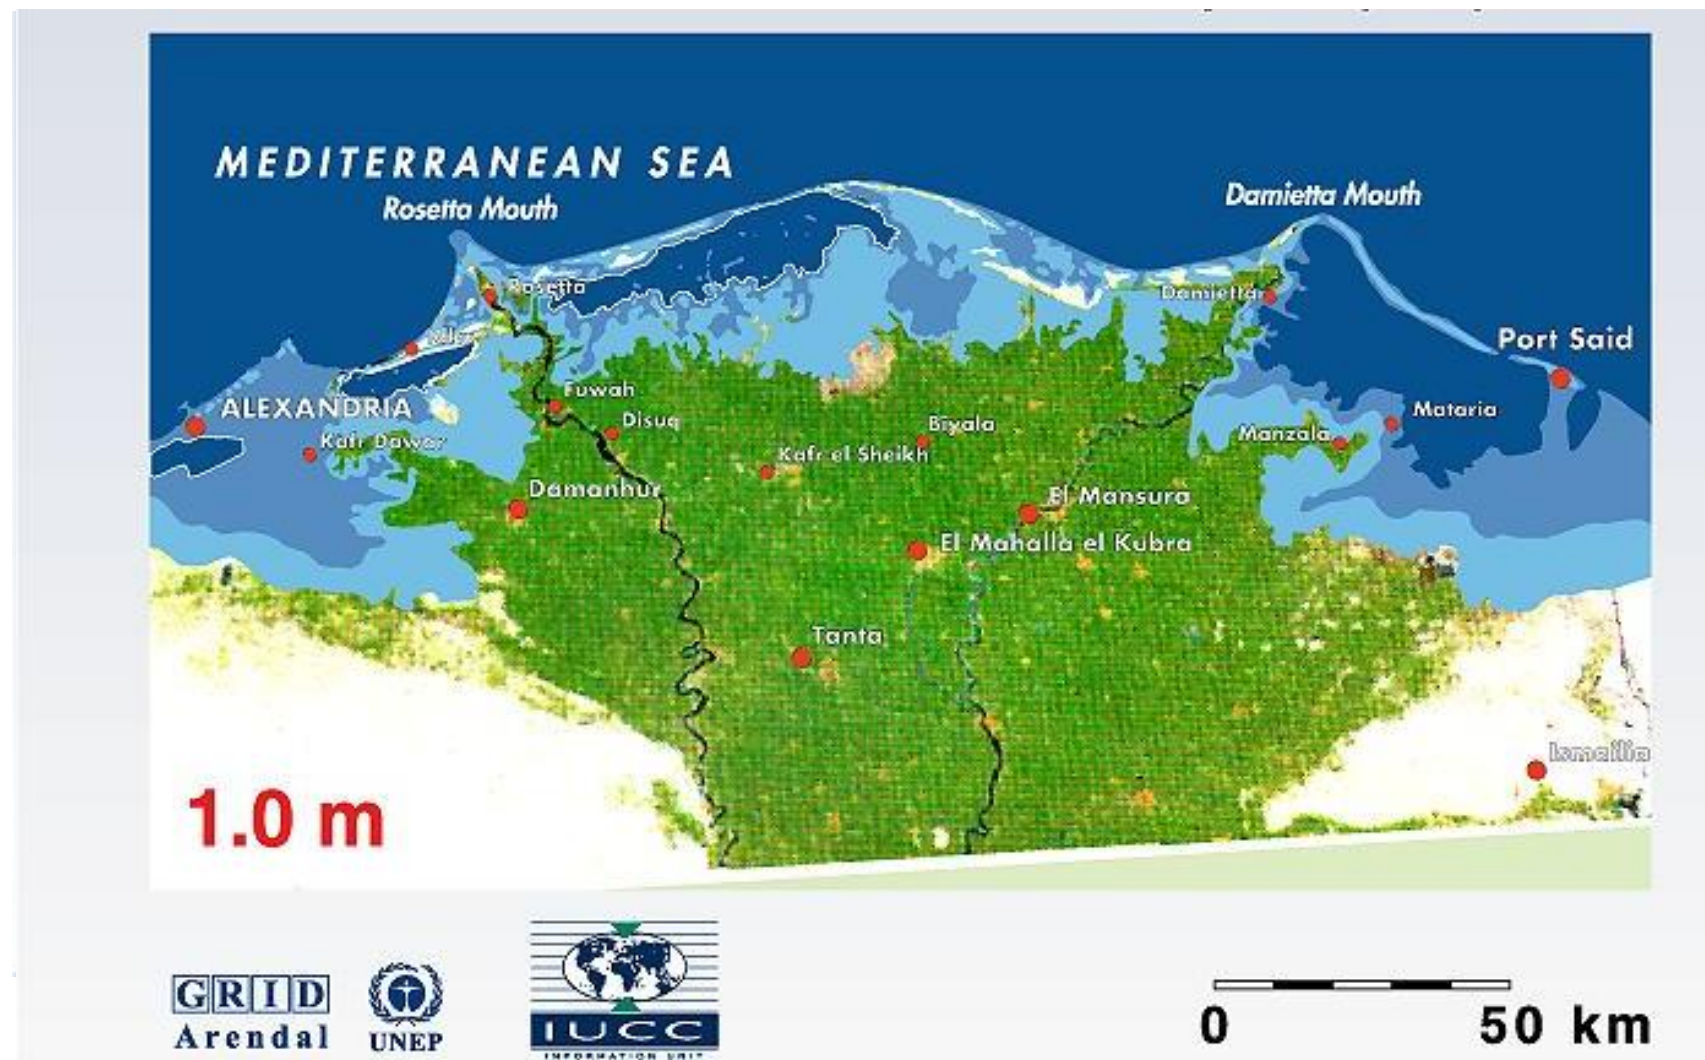 MEDITERRANEAN SEA
Rosetta Mouth
Damietta Mouth
Rosetta
Damietta
Port Said
Fuwah
ALEXANDRIA
Disuq
Biyala
Mataria
Kafr Dawar
Manzala
Kafr el Sheikh
Damanhur
El Mansura
El Mahalla el Kubra
Tanta
Ismailia
1.0 m
GRID
Arendal
UNEP
IUCC
INFORMATION UNIT
0 50 km